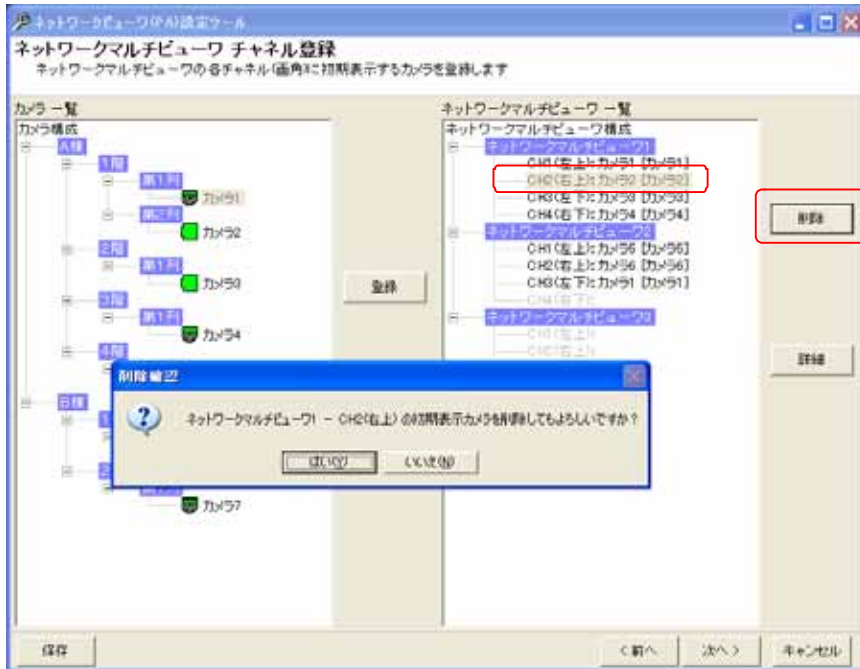 ネットワークビューワ(PA)設定ツール
ネットワークマルチビューワ チャネル登録
ネットワークマルチビューワの各チャネル(画角)に初期表示するカメラを登録します
カメラ 一覧
カメラ構成
A棟
1階
第1列
カメラ1
第2列
カメラ2
2階
第1列
カメラ3
3階
第1列
カメラ4
4階
B棟
カメラ7
登録
ネットワークマルチビューワ 一覧
ネットワークマルチビューワ構成
ネットワークマルチビューワ1
CH1(左上): カメラ1 [カメラ1]
CH2(右上): カメラ2 [カメラ2]
CH3(左下): カメラ3 [カメラ3]
CH4(右下): カメラ4 [カメラ4]
ネットワークマルチビューワ2
CH1(左上): カメラ5 [カメラ5]
CH2(右上): カメラ6 [カメラ6]
CH3(左下): カメラ1 [カメラ1]
CH4(右下):
ネットワークマルチビューワ3
CH1(左上):
CH2(右上):
削除
詳細
削除確認
ネットワークマルチビューワ1 - CH2(右上) の初期表示カメラを削除してもよろしいですか?
はい(Y)
いいえ(N)
保存
< 前へ
次へ >
キャンセル